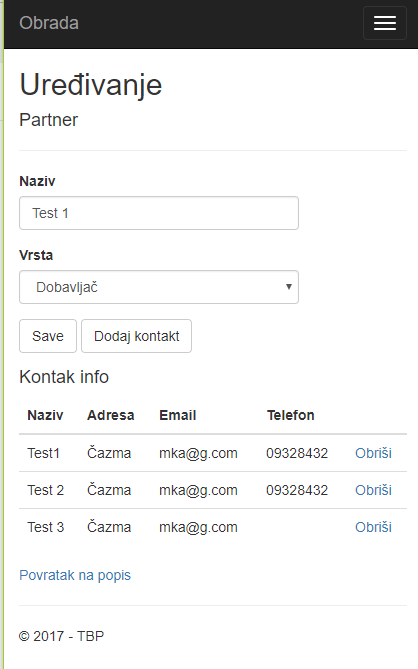 Obrada
Uređivanje
Partner
Naziv
Test 1
Vrsta
Dobavljač
Save Dodaj kontakt
Kontak info
Naziv Adresa Email Telefon
Test1 Čazma mka@g.com 09328432 Obriši
Test 2 Čazma mka@g.com 09328432 Obriši
Test 3 Čazma mka@g.com Obriši
Povratak na popis
© 2017 - TBP